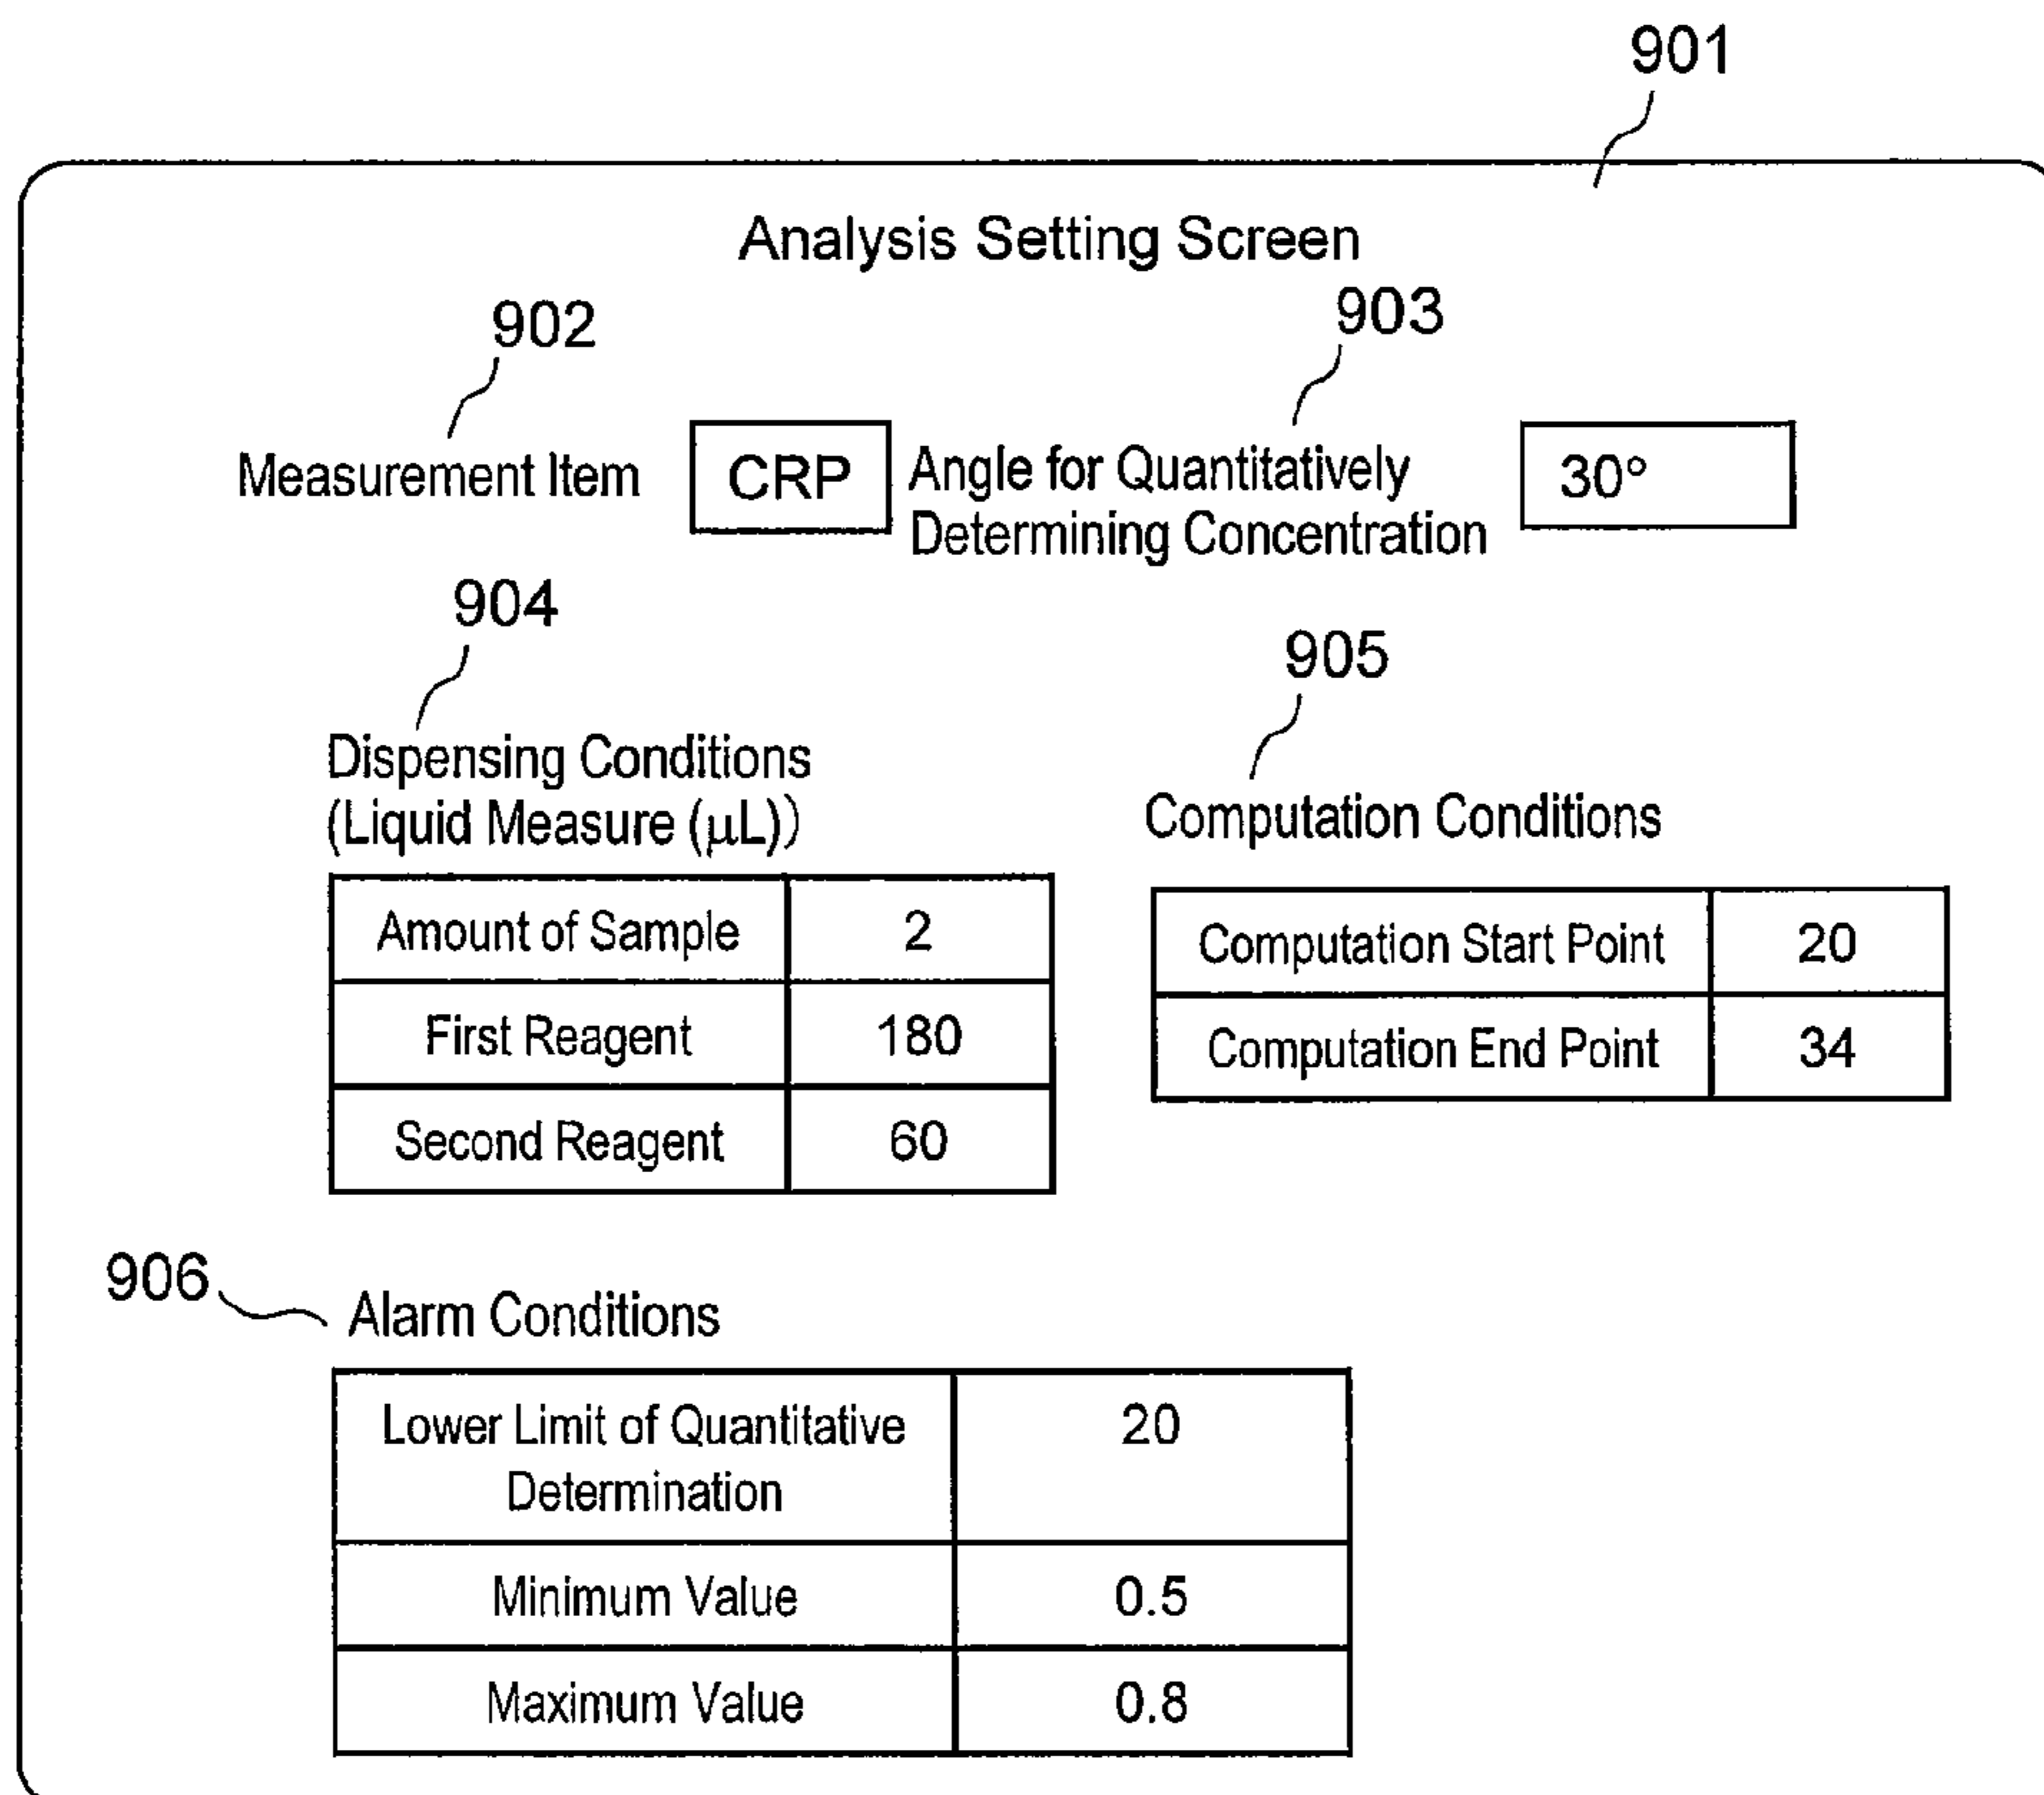 901
Analysis Setting Screen
902
903
Measurement Item
CRP
Angle for Quantitatively
Determining Concentration
30°
904
905
Dispensing Conditions
(Liquid Measure (µL))
Computation Conditions
Amount of Sample 2
First Reagent 180
Second Reagent 60
Computation Start Point 20
Computation End Point 34
906
Alarm Conditions
Lower Limit of Quantitative 20
Determination
Minimum Value 0.5
Maximum Value 0.8